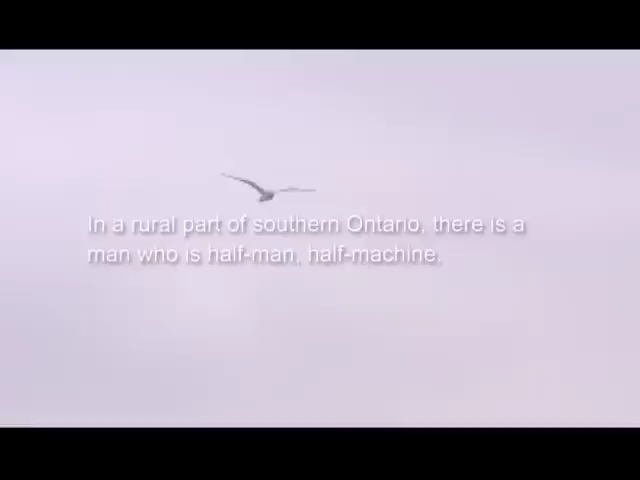 In a rural part of southern Ontario, there is a
man who is half-man, half-machine.